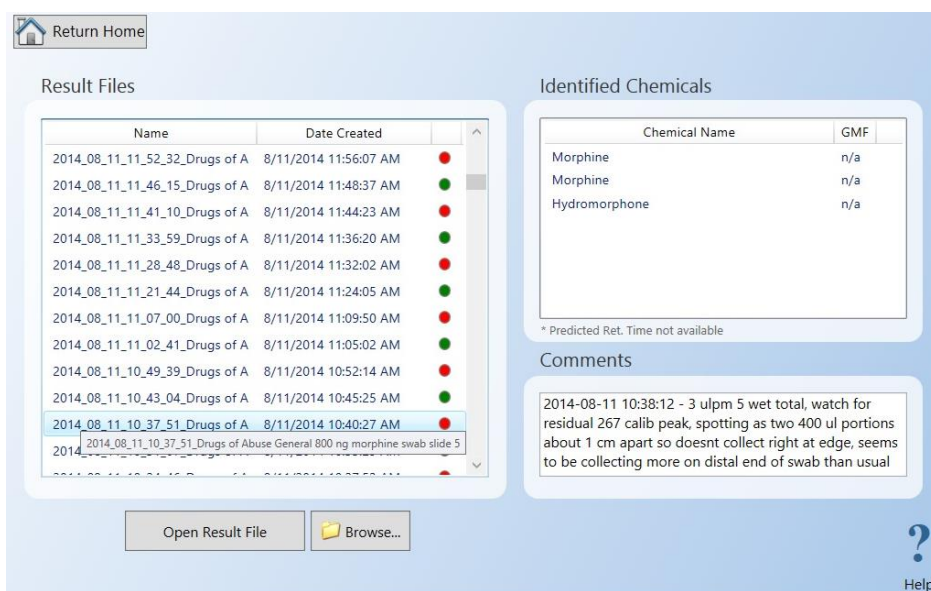 Return Home
Result Files
Name Date Created
2014_08_11_11_52_32_Drugs of A 8/11/2014 11:56:07 AM
2014_08_11_11_46_15_Drugs of A 8/11/2014 11:48:37 AM
2014_08_11_11_41_10_Drugs of A 8/11/2014 11:44:23 AM
2014_08_11_11_33_59_Drugs of A 8/11/2014 11:36:20 AM
2014_08_11_11_28_48_Drugs of A 8/11/2014 11:32:02 AM
2014_08_11_11_21_44_Drugs of A 8/11/2014 11:24:05 AM
2014_08_11_11_07_00_Drugs of A 8/11/2014 11:09:50 AM
2014_08_11_11_02_41_Drugs of A 8/11/2014 11:05:02 AM
2014_08_11_10_49_39_Drugs of A 8/11/2014 10:52:14 AM
2014_08_11_10_43_04_Drugs of A 8/11/2014 10:45:25 AM
2014_08_11_10_37_51_Drugs of A 8/11/2014 10:40:27 AM
2014_08_11_10_37_51_Drugs of Abuse General 800 ng morphine swab slide 5
Open Result File
Browse...
Identified Chemicals
Chemical Name GMF
Morphine n/a
Morphine n/a
Hydromorphone n/a
* Predicted Ret. Time not available
Comments
2014-08-11 10:38:12 - 3 ulpm 5 wet total, watch for
residual 267 calib peak, spotting as two 400 ul portions
about 1 cm apart so doesnt collect right at edge, seems
to be collecting more on distal end of swab than usual
?
Help